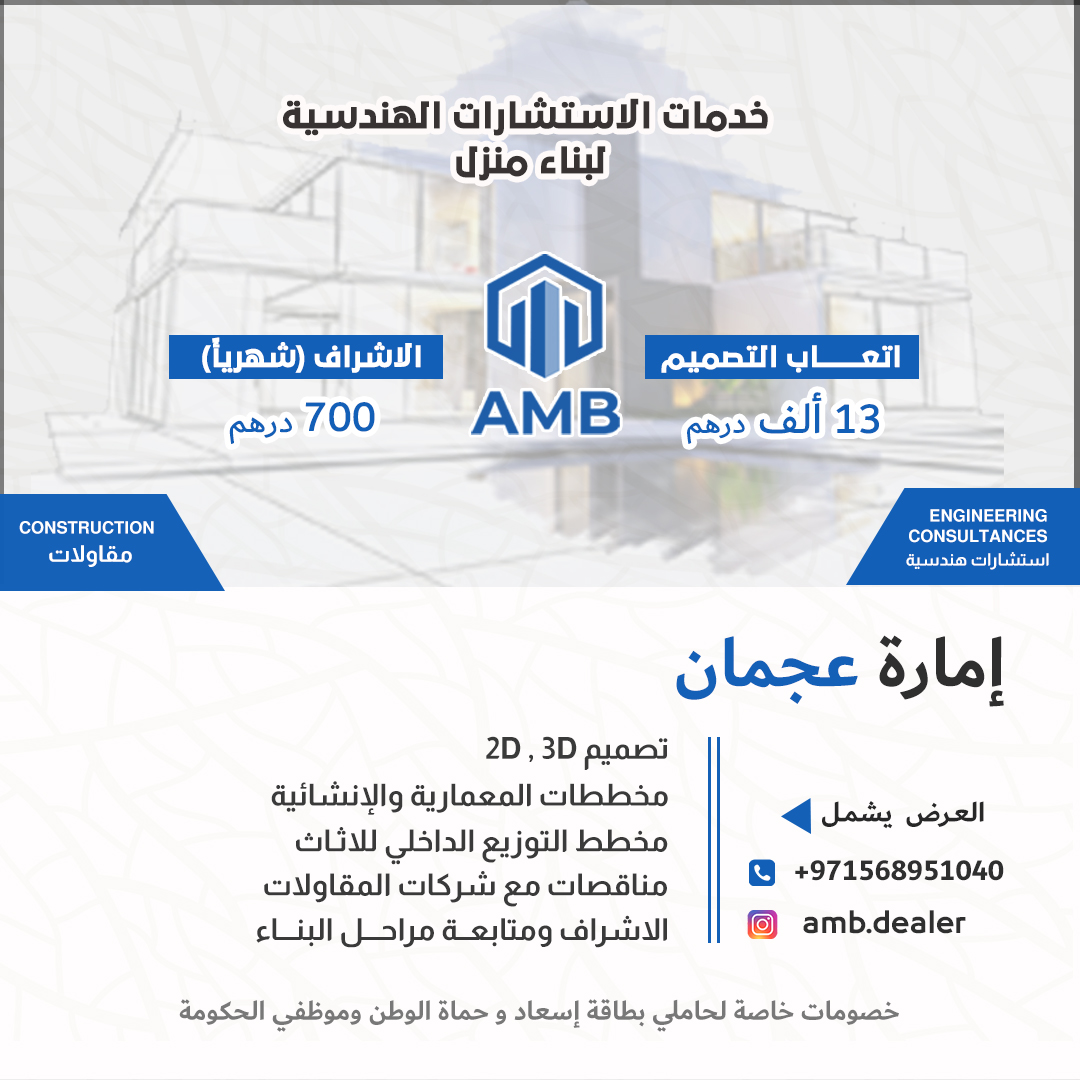 خدمات الاستشارات الهندسية
لبناء منزل
اتعـــاب التصميم
13 ألف درهم
AMB
الاشراف (شهرياً)
700 درهم
ENGINEERING
CONSULTANCES
استشارات هندسية
CONSTRUCTION
مقاولات
إمارة عجمان
العرض يشمل
+971568951040
amb.dealer
تصميم 2D , 3D
مخططات المعمارية والإنشائية
مخطط التوزيع الداخلي للاثاث
مناقصات مع شركات المقاولات
الاشراف ومتابعــة مراحــل البنــاء
خصومات خاصة لحاملي بطاقة إسعاد و حماة الوطن وموظفي الحكومة